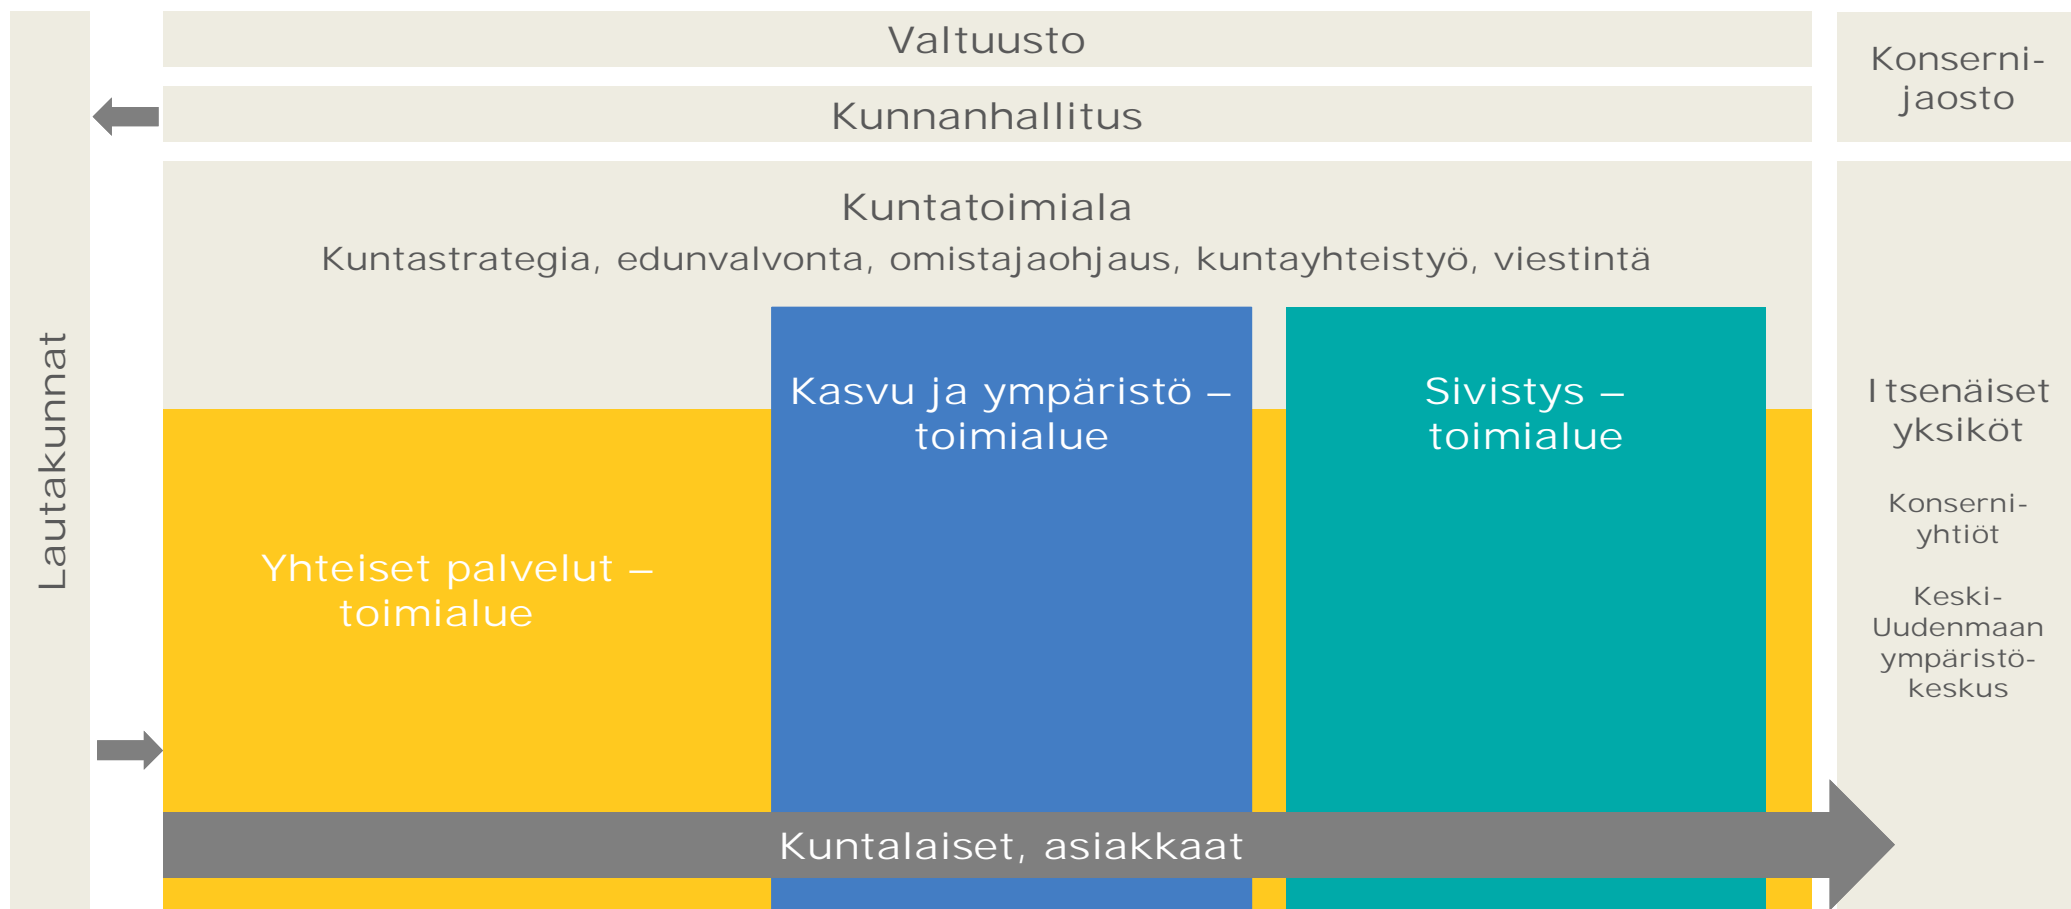 Valtuusto
Kunnanhallitus
Konserni-
jaosto
Lautakunnat
Kuntatoimiala
Kuntastrategia, edunvalvonta, omistajaohjaus, kuntayhteistyö, viestintä
Yhteiset palvelut –
toimialue
Kasvu ja ympäristö –
toimialue
Sivistys –
toimialue
Itsenäiset
yksiköt
Konserni-
yhtiöt
Keski-
Uudenmaan
ympäristö-
keskus
Kuntalaiset, asiakkaat